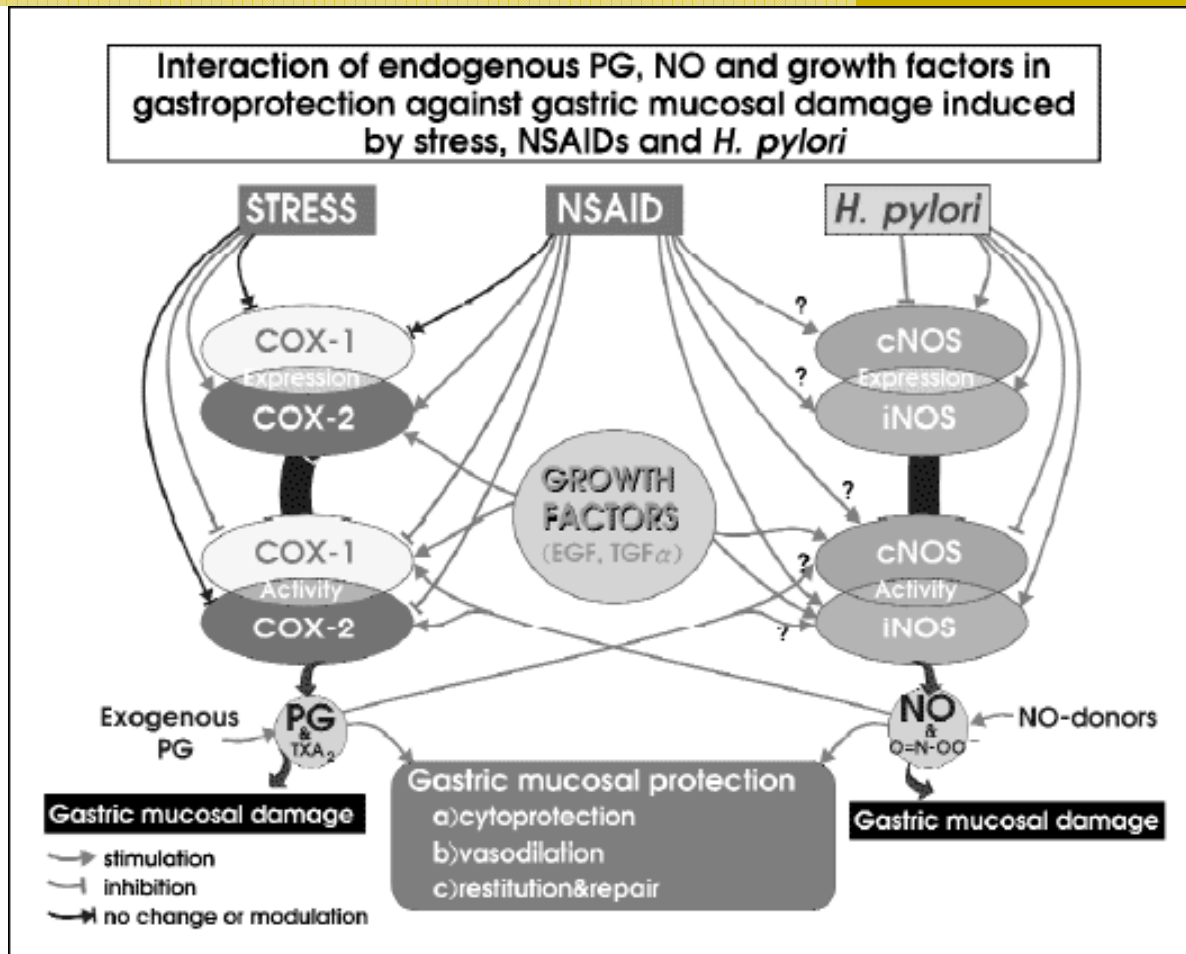 Interaction of endogenous PG, NO and growth factors in
gastroprotection against gastric mucosal damage induced
by stress, NSAIDs and H. pylori
STRESS
NSAID
H. pylori
?
COX-1
Expression
COX-2
?
cNOS
Expression
iNOS
GROWTH
FACTORS
(EGF, TGFα)
?
COX-1
Activity
COX-2
?
cNOS
Activity
iNOS
?
Exogenous
PG
PG
&
TXA₂
NO
&
O=N-OO⁻
NO-donors
Gastric mucosal damage
Gastric mucosal protection
a)cytoprotection
b)vasodilation
c)restitution&repair
Gastric mucosal damage
stimulation
inhibition
no change or modulation